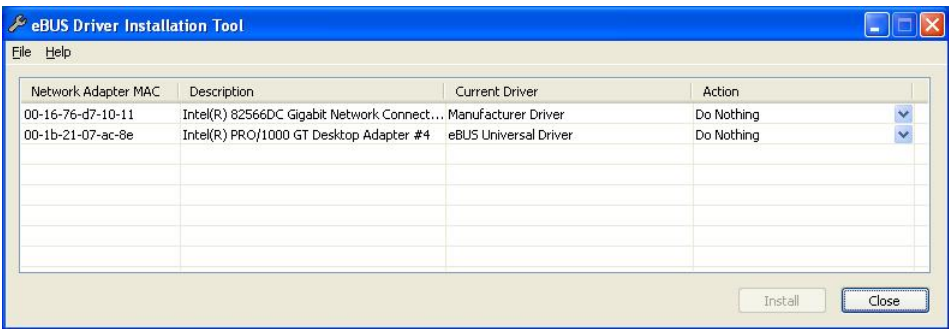 eBUS Driver Installation Tool
File Help
Network Adapter MAC Description Current Driver Action
00-16-76-d7-10-11 Intel(R) 82566DC Gigabit Network Connect... Manufacturer Driver Do Nothing
00-1b-21-07-ac-8e Intel(R) PRO/1000 GT Desktop Adapter #4 eBUS Universal Driver Do Nothing
Install Close